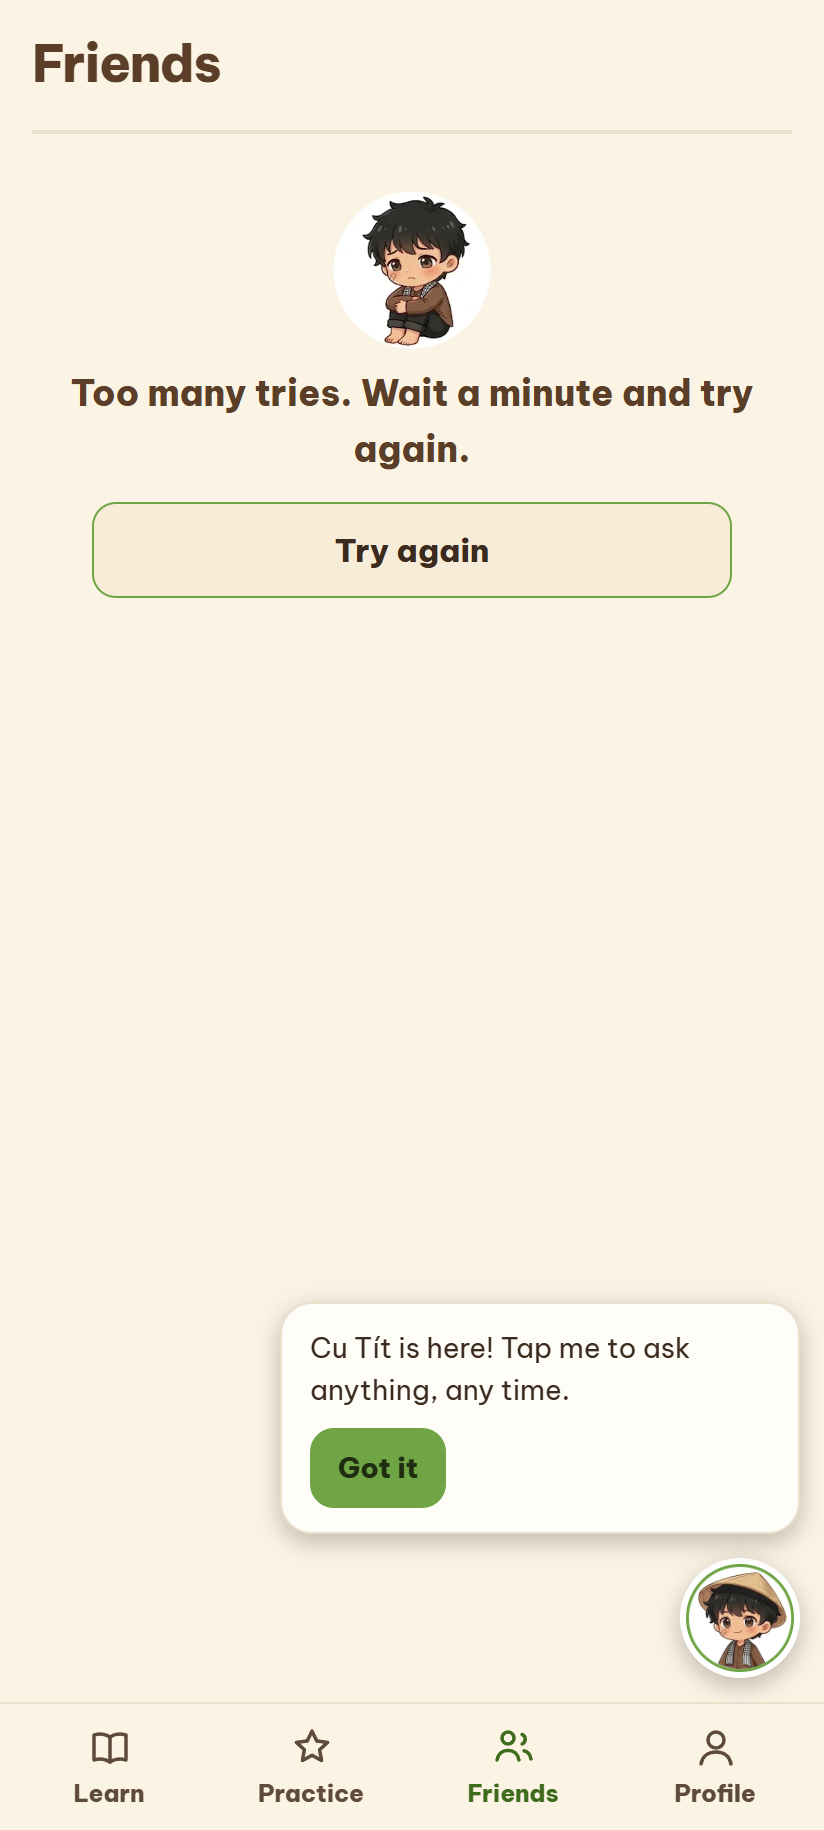 Friends
Too many tries. Wait a minute and try
again.
Try again
Cu Tít is here! Tap me to ask
anything, any time.
Got it
Learn
Practice
Friends
Profile